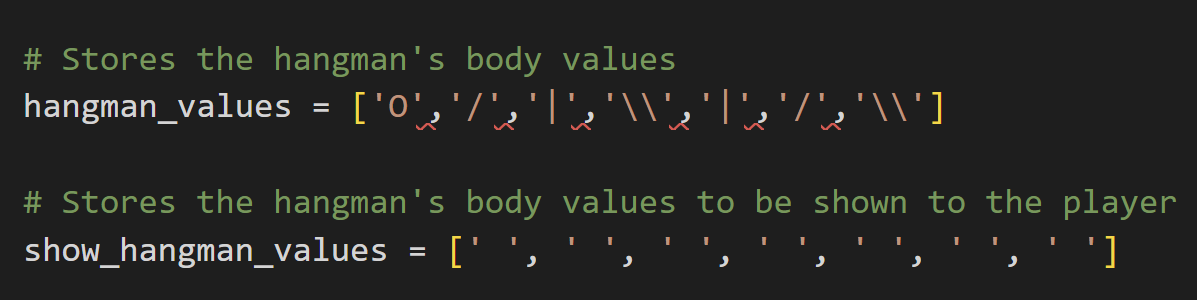 # Stores the hangman's body values
hangman_values = ['O','/','|','\\','|','/','\\']
# Stores the hangman's body values to be shown to the player
show_hangman_values = [' ', ' ', ' ', ' ', ' ', ' ', ' ']